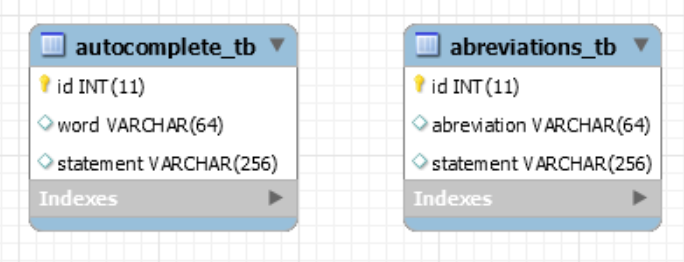 autocomplete_tb
id INT(11)
word VARCHAR(64)
statement VARCHAR(256)
Indexes
abreviations_tb
id INT(11)
abreviation VARCHAR(64)
statement VARCHAR(256)
Indexes